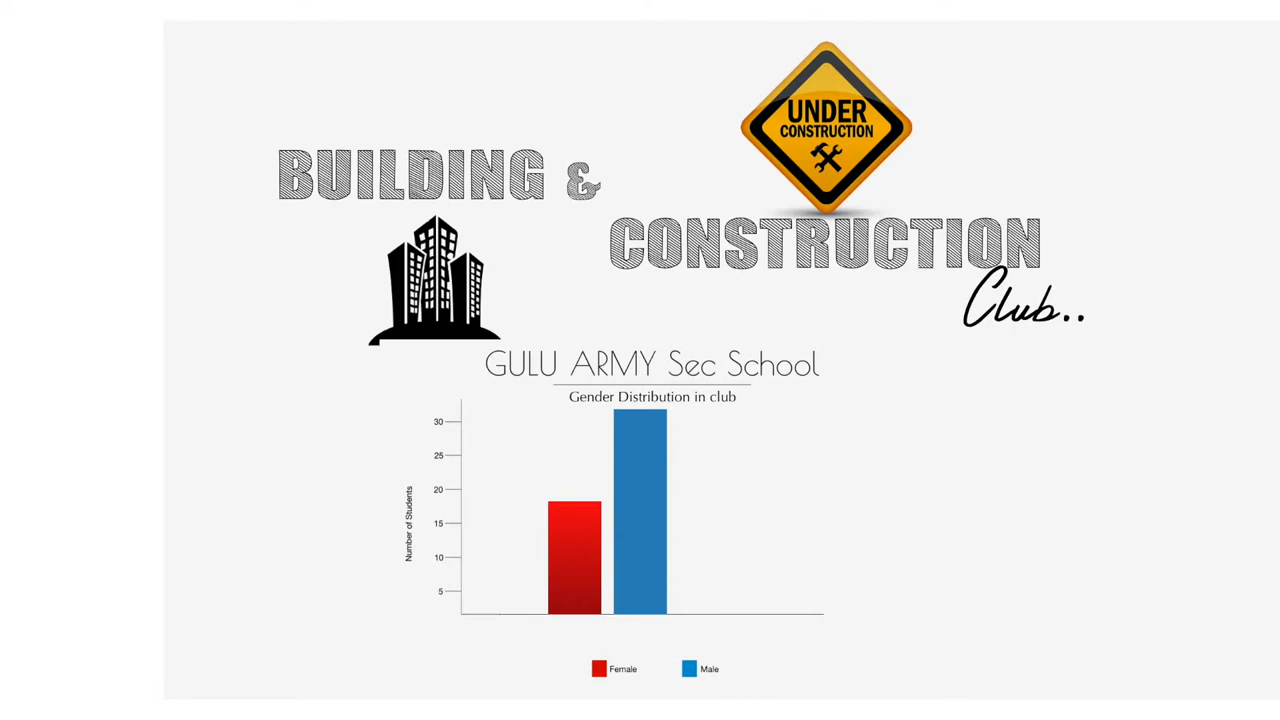 UNDER
CONSTRUCTION
BUILDING &
CONSTRUCTION
Club..
GULU ARMY Sec School
Gender Distribution in club
30
25
20
15
10
5
Number of Students
Female
Male